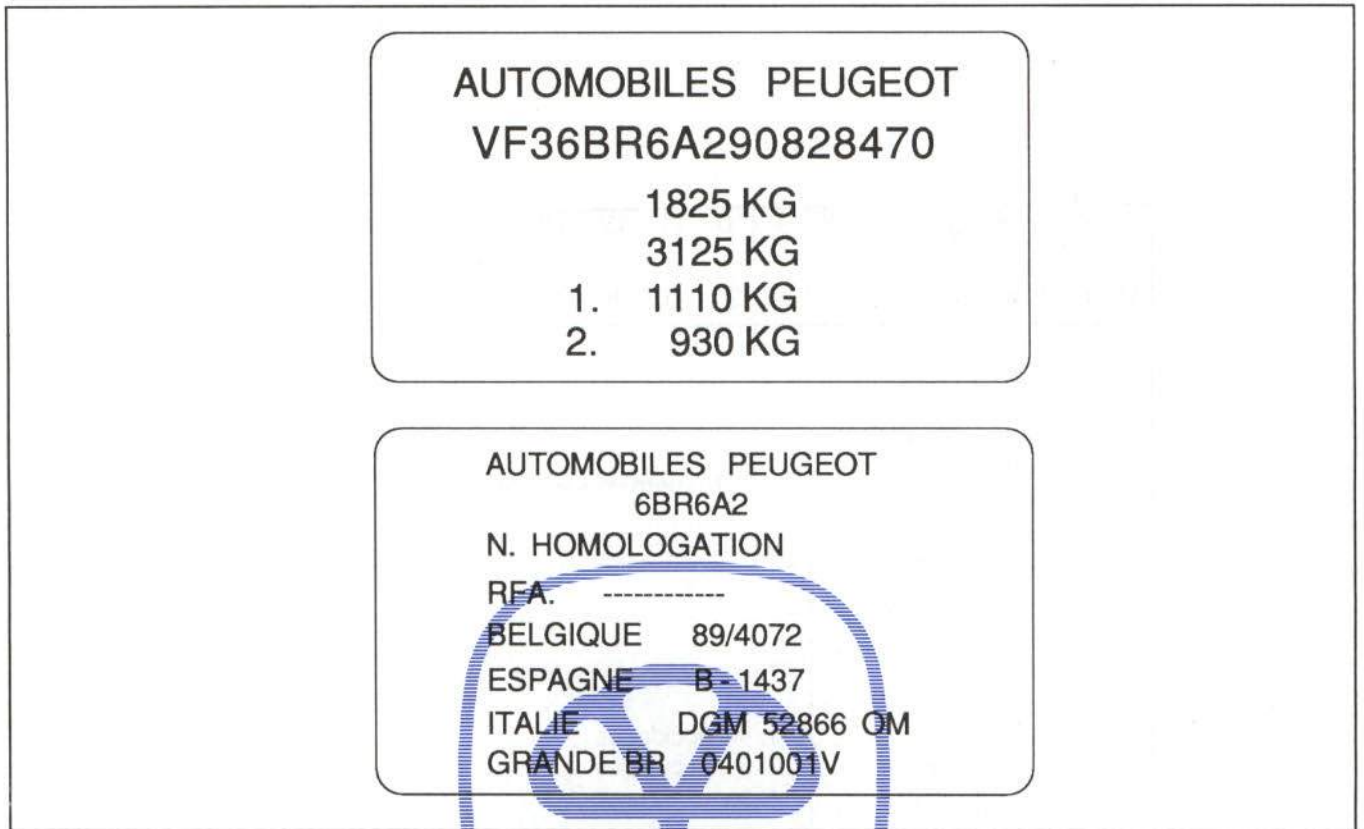 AUTOMOBILES PEUGEOT
VF36BR6A290828470
1825 KG
3125 KG
1. 1110 KG
2. 930 KG
AUTOMOBILES PEUGEOT
6BR6A2
N. HOMOLOGATION
RFA. ------------
BELGIQUE 89/4072
ESPAGNE B - 1437
ITALIE DGM 52866 OM
GRANDE BR 0401001V